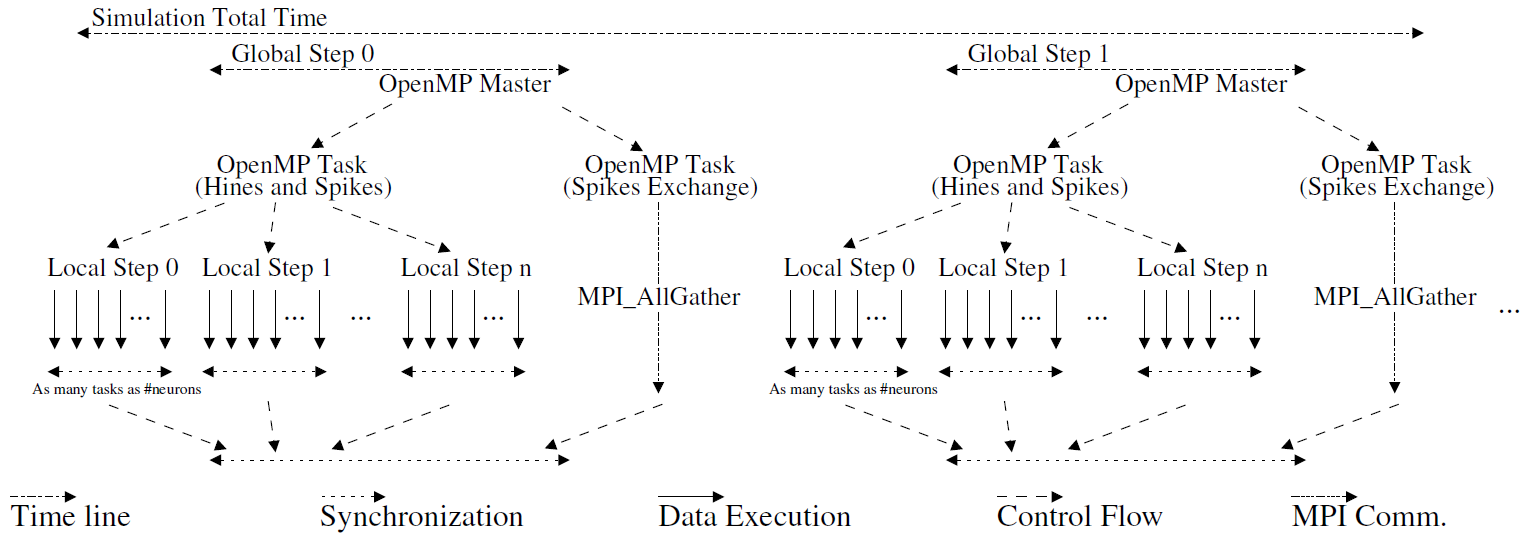 Simulation Total Time
Global Step 0
Global Step 1
OpenMP Master
OpenMP Master
OpenMP Task
(Hines and Spikes)
OpenMP Task
(Spikes Exchange)
OpenMP Task
(Hines and Spikes)
OpenMP Task
(Spikes Exchange)
Local Step 0
Local Step 1
Local Step n
Local Step 0
Local Step 1
Local Step n
MPI_AllGather
MPI_AllGather
... ... ... ...
... ... ... ...
...
As many tasks as #neurons
As many tasks as #neurons
Time line
Synchronization
Data Execution
Control Flow
MPI Comm.